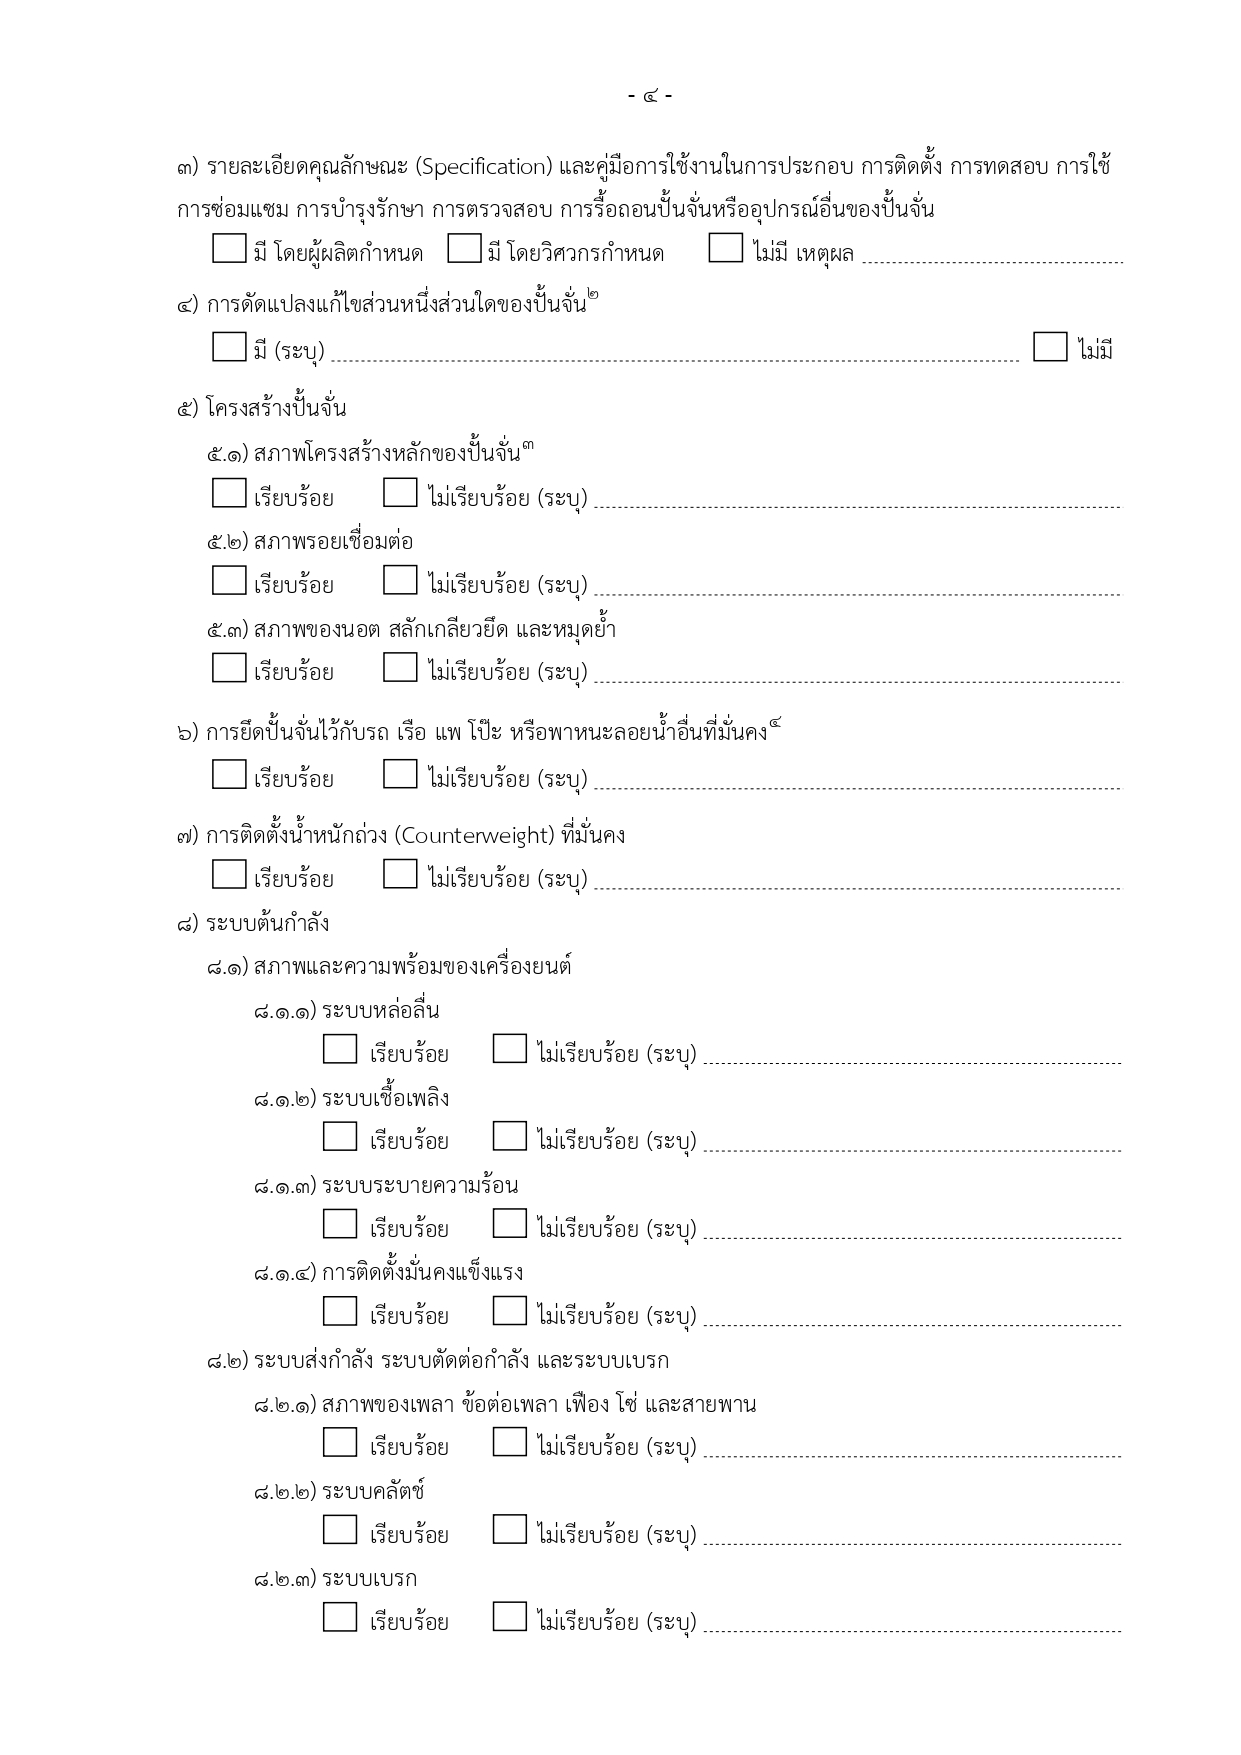 - ๔ -
๓) รายละเอียดคุณลักษณะ (Specification) และคู่มือการใช้งานในการประกอบ การติดตั้ง การทดสอบ การใช้
การซ่อมแซม การบำรุงรักษา การตรวจสอบ การรื้อถอนปั้นจั่นหรืออุปกรณ์อื่นของปั้นจั่น
มี โดยผู้ผลิตกำหนด มี โดยวิศวกรกำหนด ไม่มี เหตุผล
๔) การดัดแปลงแก้ไขส่วนหนึ่งส่วนใดของปั้นจั่น๒
มี (ระบุ) ไม่มี
๕) โครงสร้างปั้นจั่น
๕.๑) สภาพโครงสร้างหลักของปั้นจั่น๓
เรียบร้อย ไม่เรียบร้อย (ระบุ)
๕.๒) สภาพรอยเชื่อมต่อ
เรียบร้อย ไม่เรียบร้อย (ระบุ)
๕.๓) สภาพของนอต สลักเกลียวยึด และหมุดย้ำ
เรียบร้อย ไม่เรียบร้อย (ระบุ)
๖) การยึดปั้นจั่นไว้กับรถ เรือ แพ โป๊ะ หรือพาหนะลอยน้ำอื่นที่มั่นคง๔
เรียบร้อย ไม่เรียบร้อย (ระบุ)
๗) การติดตั้งน้ำหนักถ่วง (Counterweight) ที่มั่นคง
เรียบร้อย ไม่เรียบร้อย (ระบุ)
๘) ระบบต้นกำลัง
๘.๑) สภาพและความพร้อมของเครื่องยนต์
๘.๑.๑) ระบบหล่อลื่น
เรียบร้อย ไม่เรียบร้อย (ระบุ)
๘.๑.๒) ระบบเชื้อเพลิง
เรียบร้อย ไม่เรียบร้อย (ระบุ)
๘.๑.๓) ระบบระบายความร้อน
เรียบร้อย ไม่เรียบร้อย (ระบุ)
๘.๑.๔) การติดตั้งมั่นคงแข็งแรง
เรียบร้อย ไม่เรียบร้อย (ระบุ)
๘.๒) ระบบส่งกำลัง ระบบตัดต่อกำลัง และระบบเบรก
๘.๒.๑) สภาพของเพลา ข้อต่อเพลา เฟือง โซ่ และสายพาน
เรียบร้อย ไม่เรียบร้อย (ระบุ)
๘.๒.๒) ระบบคลัตช์
เรียบร้อย ไม่เรียบร้อย (ระบุ)
๘.๒.๓) ระบบเบรก
เรียบร้อย ไม่เรียบร้อย (ระบุ)